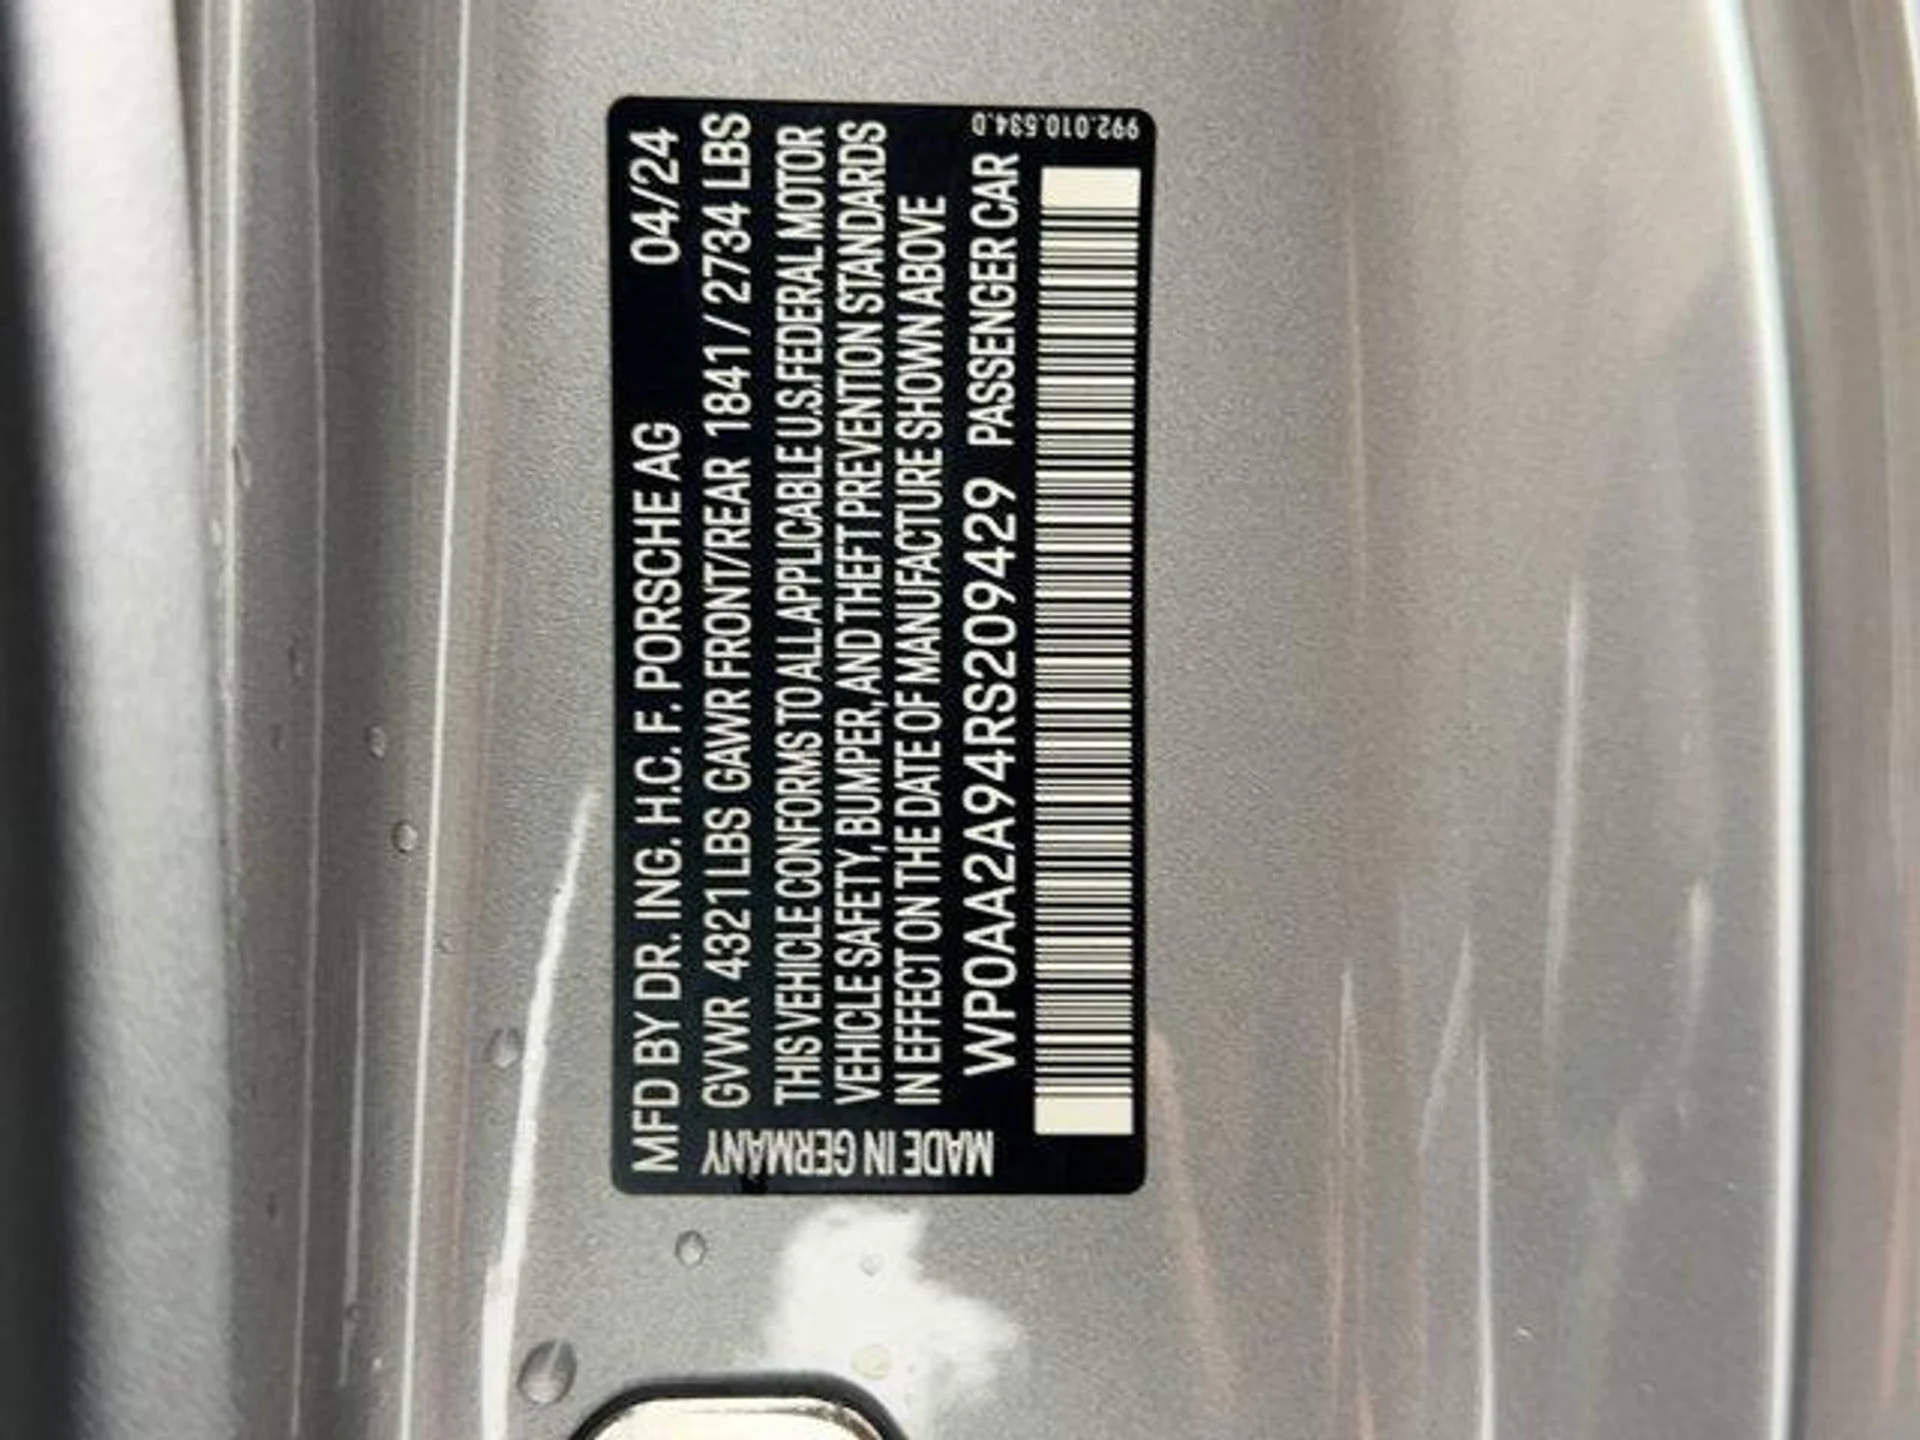 MFD BY DR. ING. H.C. F. PORSCHE AG 04/24
GVWR 4321 LBS GAWR FRONT/REAR 1841 / 2734 LBS
THIS VEHICLE CONFORMS TO ALL APPLICABLE U.S. FEDERAL MOTOR
VEHICLE SAFETY, BUMPER, AND THEFT PREVENTION STANDARDS
IN EFFECT ON THE DATE OF MANUFACTURE SHOWN ABOVE
WP0AA2A94RS209429 PASSENGER CAR
MADE IN GERMANY
992.010.534.D